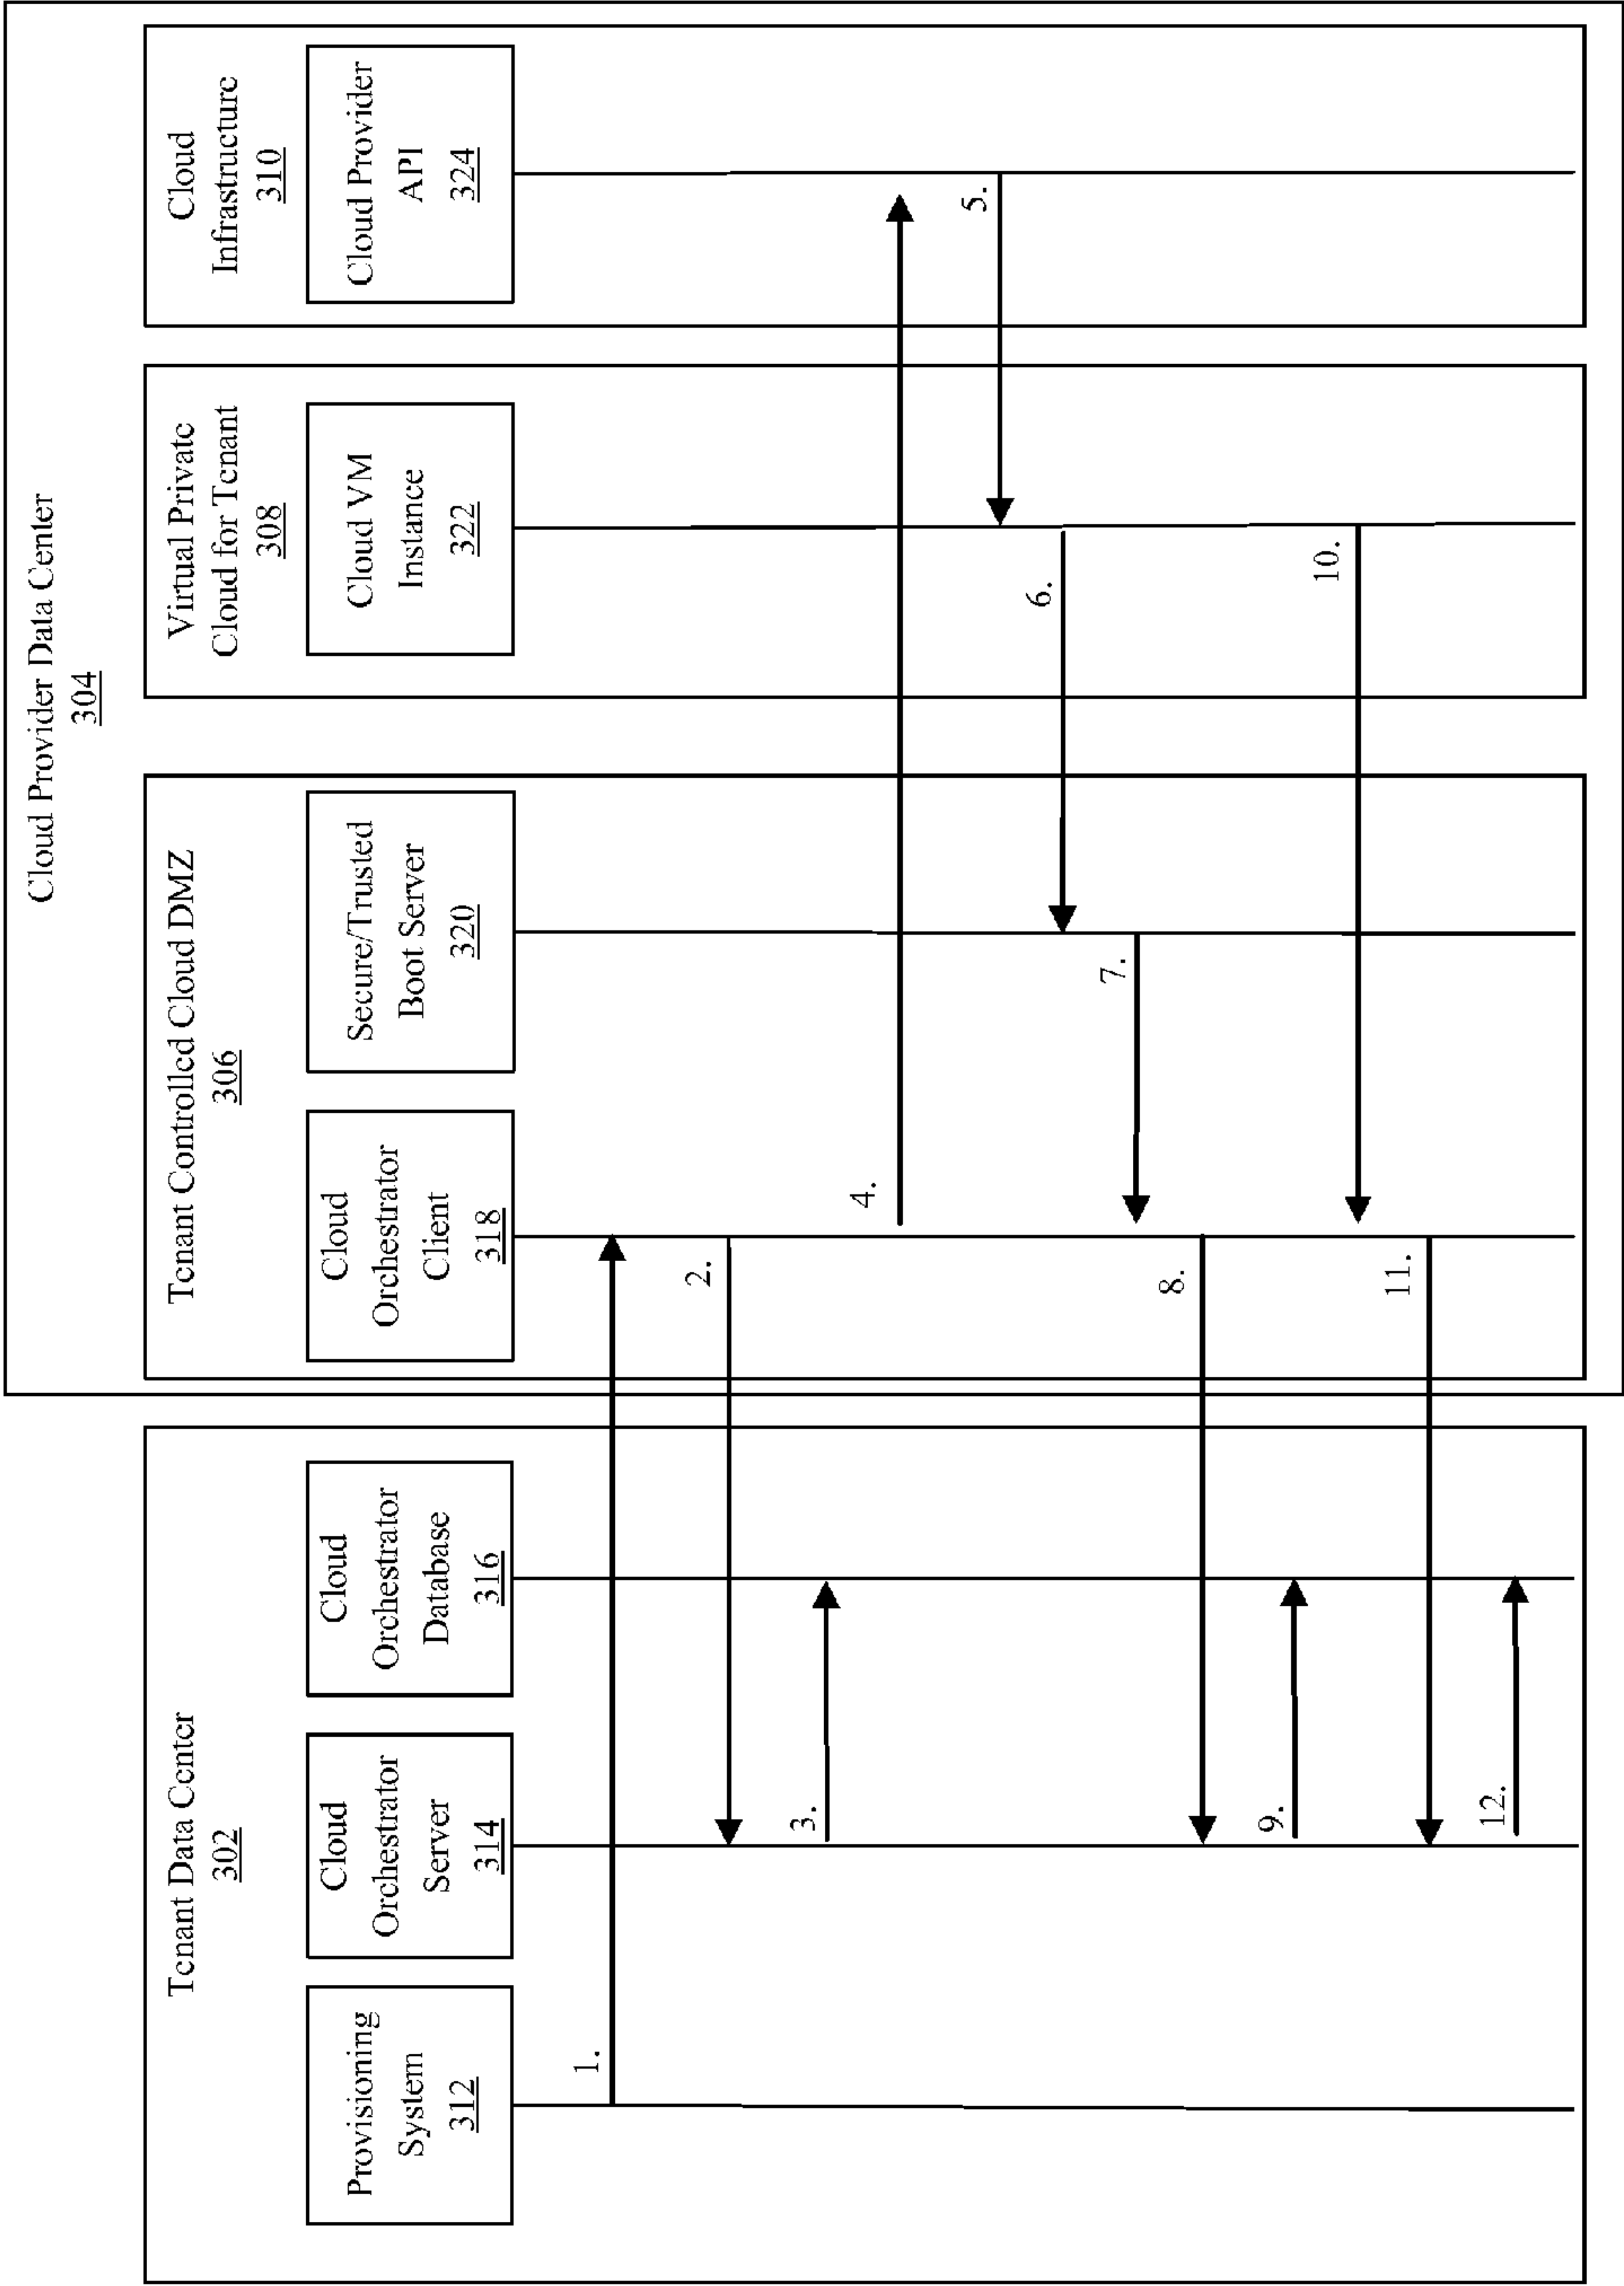 Cloud Provider Data Center
304
Tenant Data Center
302
Provisioning
System
312
Cloud
Orchestrator
Server
314
Cloud
Orchestrator
Database
316
Tenant Controlled Cloud DMZ
306
Cloud
Orchestrator
Client
318
Secure/Trusted
Boot Server
320
Virtual Private
Cloud for Tenant
308
Cloud VM
Instance
322
Cloud
Infrastructure
310
Cloud Provider
API
324
1.
2.
3.
4.
5.
6.
7.
8.
9.
10.
11.
12.